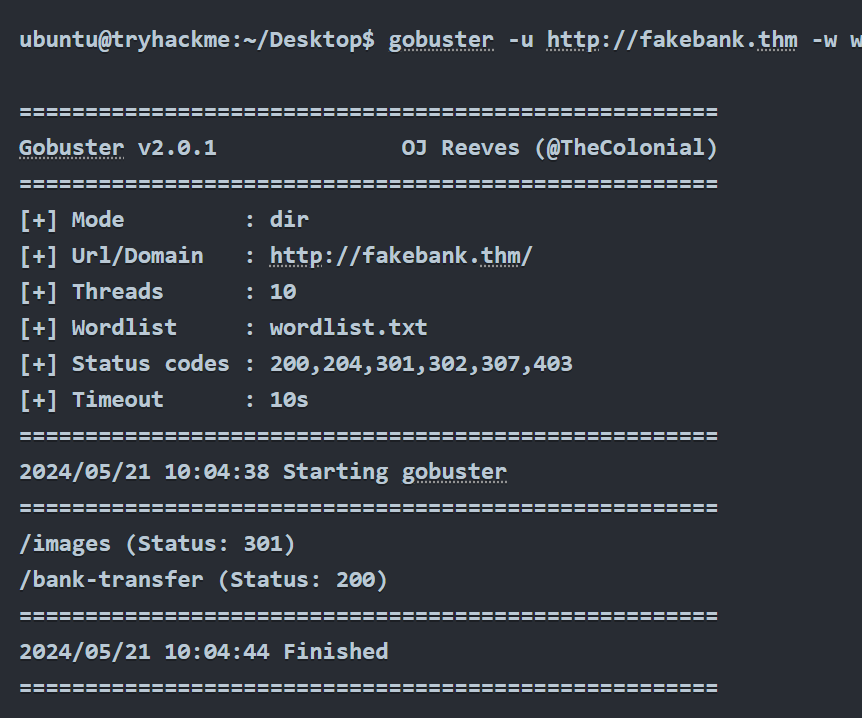 ubuntu@tryhackme:~/Desktop$ gobuster -u http://fakebank.thm -w w
=====================================================
Gobuster v2.0.1              OJ Reeves (@TheColonial)
=====================================================
[+] Mode         : dir
[+] Url/Domain   : http://fakebank.thm/
[+] Threads      : 10
[+] Wordlist     : wordlist.txt
[+] Status codes : 200,204,301,302,307,403
[+] Timeout      : 10s
=====================================================
2024/05/21 10:04:38 Starting gobuster
=====================================================
/images (Status: 301)
/bank-transfer (Status: 200)
=====================================================
2024/05/21 10:04:44 Finished
=====================================================